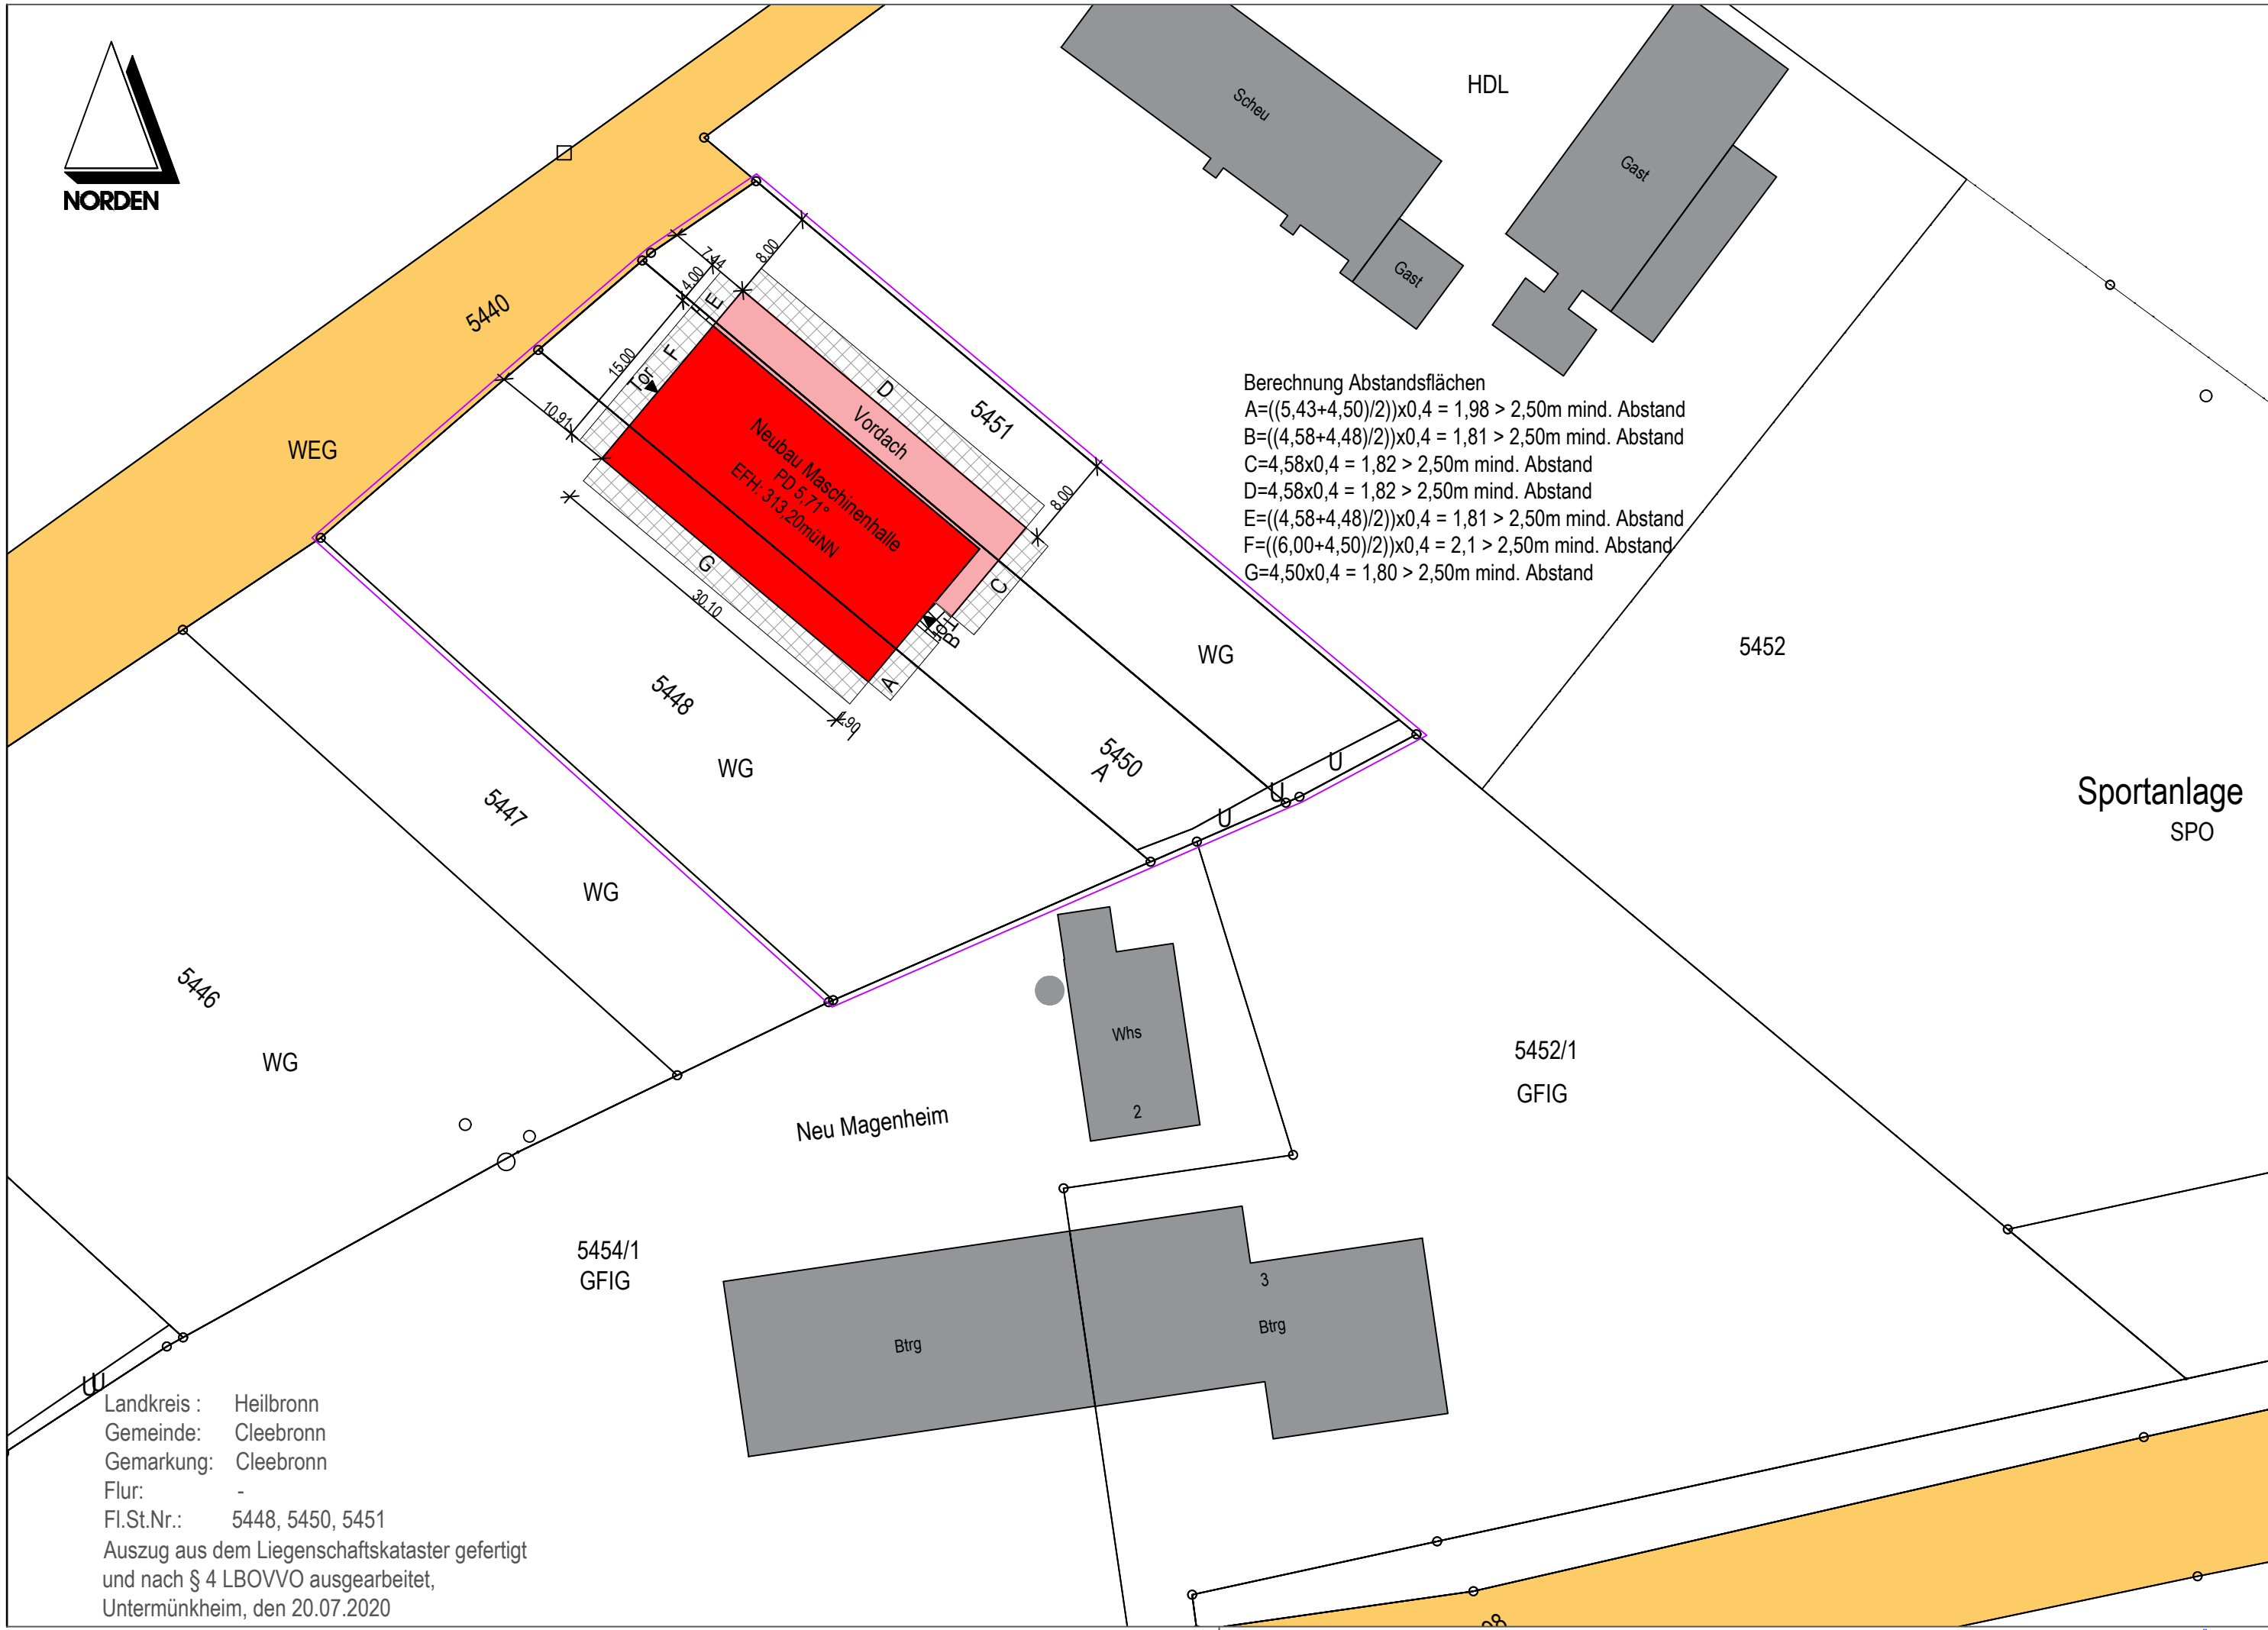 NORDEN
HDL
Scheu
Gast
Gast
5440
WEG
7.44
8.00
4.00
E
F
15.00
Tor
10.91
D
5451
Vordach
Neubau Maschinenhalle
PD 5,71°
EFH: 313,20müNN
G
30.10
C
8.00
B
A
1.90
Berechnung Abstandsflächen
A=((5,43+4,50)/2))x0,4 = 1,98 > 2,50m mind. Abstand
B=((4,58+4,48)/2))x0,4 = 1,81 > 2,50m mind. Abstand
C=4,58x0,4 = 1,82 > 2,50m mind. Abstand
D=4,58x0,4 = 1,82 > 2,50m mind. Abstand
E=((4,58+4,48)/2))x0,4 = 1,81 > 2,50m mind. Abstand
F=((6,00+4,50)/2))x0,4 = 2,1 > 2,50m mind. Abstand
G=4,50x0,4 = 1,80 > 2,50m mind. Abstand
WG
5452
5448
WG
5450
A
U
U
U
Sportanlage
SPO
5447
WG
5446
WG
Whs
2
5452/1
GFIG
Neu Magenheim
5454/1
GFIG
3
Btrg
Btrg
U
U
Landkreis : Heilbronn
Gemeinde: Cleebronn
Gemarkung: Cleebronn
Flur: -
Fl.St.Nr.: 5448, 5450, 5451
Auszug aus dem Liegenschaftskataster gefertigt
und nach § 4 LBOVVO ausgearbeitet,
Untermünkheim, den 20.07.2020